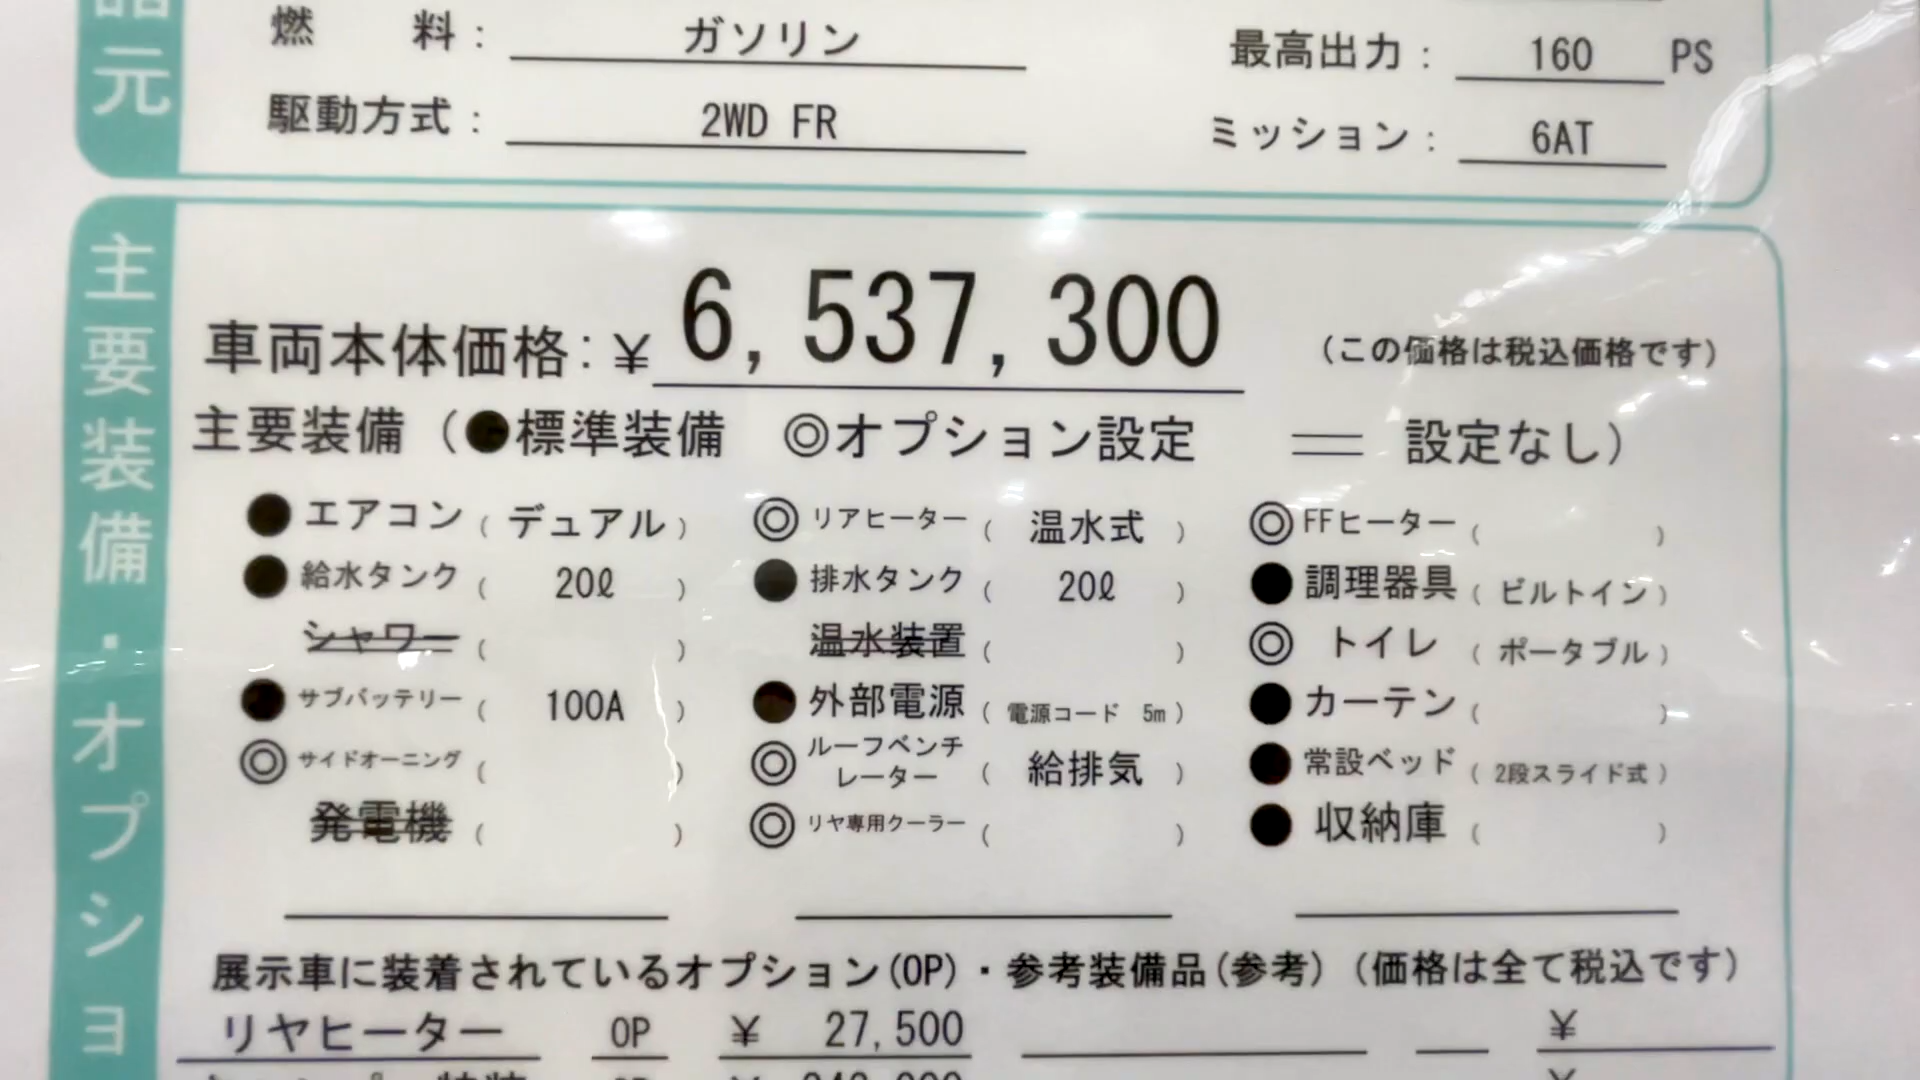 元
燃料： ガソリン 最高出力： 160 PS
駆動方式： 2WD FR ミッション： 6AT
主要装備・オプショ
車両本体価格：￥6,537,300 （この価格は税込価格です）
主要装備（●標準装備 ◎オプション設定 ＝ 設定なし）
●エアコン（デュアル） ◎リアヒーター（温水式） ◎FFヒーター（ ）
●給水タンク（20ℓ） ●排水タンク（20ℓ） ●調理器具（ビルトイン）
シャワー（ ） 温水装置（ ） ◎トイレ（ポータブル）
●サブバッテリー（100A） ●外部電源（電源コード 5m） ●カーテン（ ）
◎サイドオーニング（ ） ◎ルーフベンチレーター（給排気） ●常設ベッド（2段スライド式）
発電機（ ） ◎リヤ専用クーラー（ ） ●収納庫（ ）
展示車に装着されているオプション(OP)・参考装備品(参考)（価格は全て税込です）
リヤヒーター OP ￥ 27,500 ￥